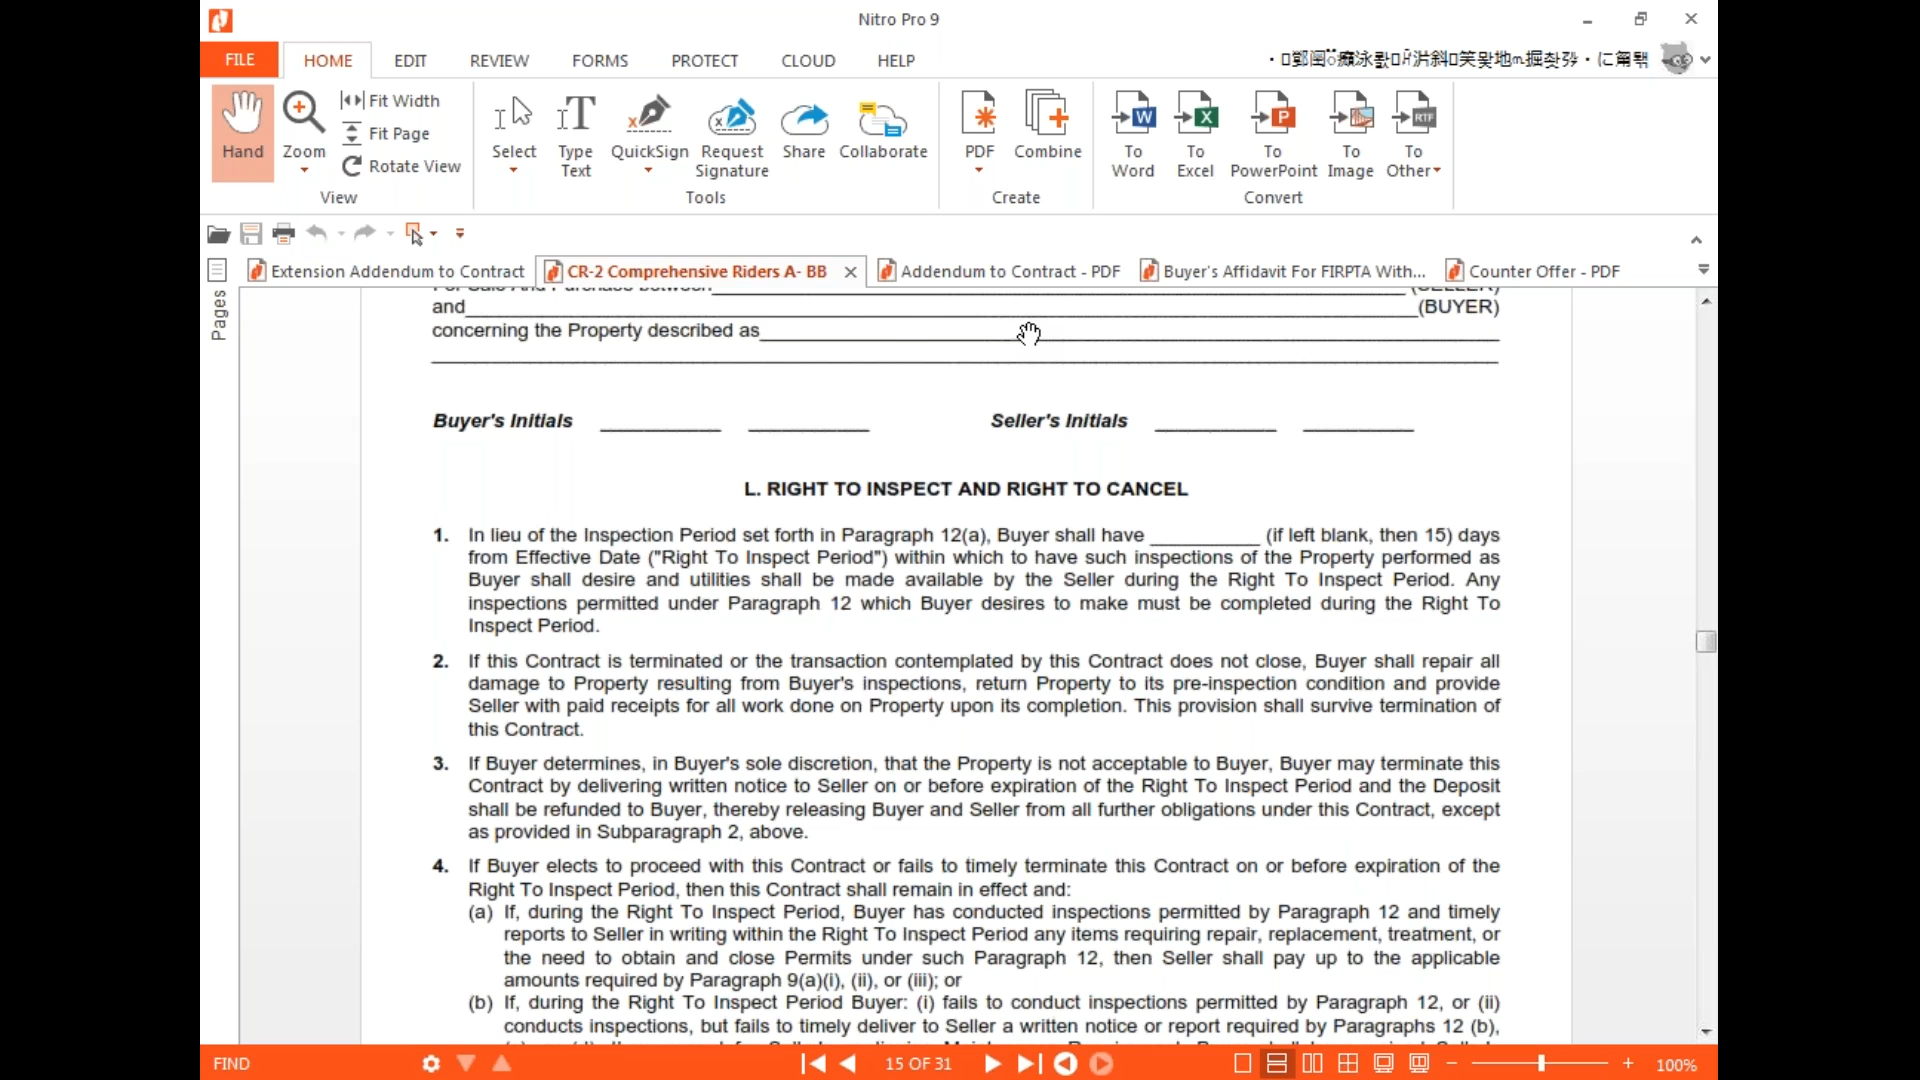 Nitro Pro 9
FILE HOME EDIT REVIEW FORMS PROTECT CLOUD HELP
Hand
Zoom
Fit Width
Fit Page
Rotate View
View
Select
Type Text
QuickSign
Request Signature
Share
Collaborate
Tools
PDF
Combine
Create
To Word
To Excel
To PowerPoint
To Image
To Other
Convert
Extension Addendum to Contract CR-2 Comprehensive Riders A- BB Addendum to Contract - PDF Buyer's Affidavit For FIRPTA With... Counter Offer - PDF
Pages
and (BUYER)
concerning the Property described as
Buyer's Initials Seller's Initials
L. RIGHT TO INSPECT AND RIGHT TO CANCEL
1. In lieu of the Inspection Period set forth in Paragraph 12(a), Buyer shall have __________ (if left blank, then 15) days
from Effective Date ("Right To Inspect Period") within which to have such inspections of the Property performed as
Buyer shall desire and utilities shall be made available by the Seller during the Right To Inspect Period. Any
inspections permitted under Paragraph 12 which Buyer desires to make must be completed during the Right To
Inspect Period.
2. If this Contract is terminated or the transaction contemplated by this Contract does not close, Buyer shall repair all
damage to Property resulting from Buyer's inspections, return Property to its pre-inspection condition and provide
Seller with paid receipts for all work done on Property upon its completion. This provision shall survive termination of
this Contract.
3. If Buyer determines, in Buyer's sole discretion, that the Property is not acceptable to Buyer, Buyer may terminate this
Contract by delivering written notice to Seller on or before expiration of the Right To Inspect Period and the Deposit
shall be refunded to Buyer, thereby releasing Buyer and Seller from all further obligations under this Contract, except
as provided in Subparagraph 2, above.
4. If Buyer elects to proceed with this Contract or fails to timely terminate this Contract on or before expiration of the
Right To Inspect Period, then this Contract shall remain in effect and:
(a) If, during the Right To Inspect Period, Buyer has conducted inspections permitted by Paragraph 12 and timely
reports to Seller in writing within the Right To Inspect Period any items requiring repair, replacement, treatment, or
the need to obtain and close Permits under such Paragraph 12, then Seller shall pay up to the applicable
amounts required by Paragraph 9(a)(i), (ii), or (iii); or
(b) If, during the Right To Inspect Period Buyer: (i) fails to conduct inspections permitted by Paragraph 12, or (ii)
conducts inspections, but fails to timely deliver to Seller a written notice or report required by Paragraphs 12 (b),
FIND 15 OF 31 100%